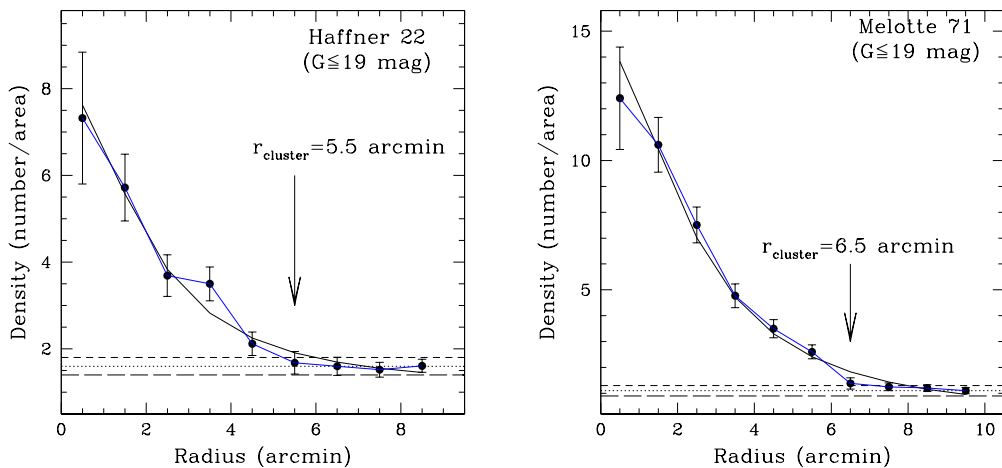 Haffner 22
(G≦19 mag)
r_cluster=5.5 arcmin
Density (number/area)
8
6
4
2
0 2 4 6 8
Radius (arcmin)
Melotte 71
(G≦19 mag)
r_cluster=6.5 arcmin
Density (number/area)
15
10
5
0 2 4 6 8 10
Radius (arcmin)